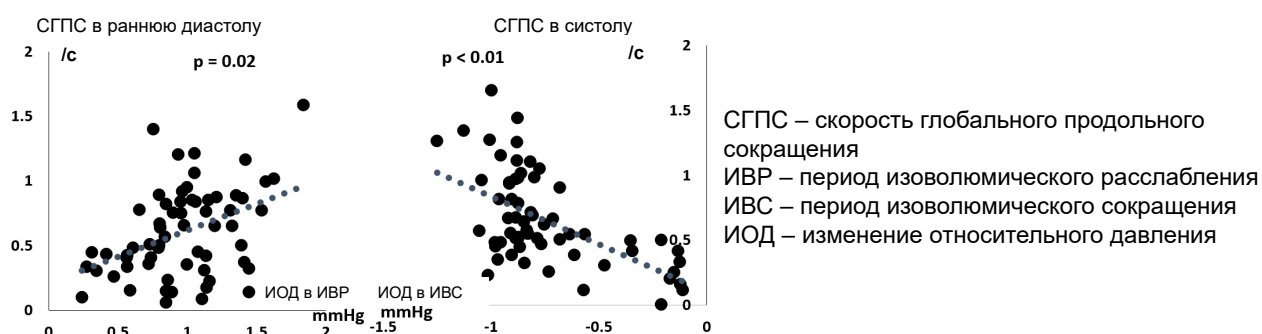 СГПС в раннюю диастолу
2
/с
p = 0.02
1.5
1
0.5
0
ИОД в ИВР
mmHg
0 0.5 1 1.5 2
СГПС в систолу
p < 0.01
/с
2
1.5
1
0.5
0
ИОД в ИВС
mmHg
-1.5 -1 -0.5 0
СГПС – скорость глобального продольного
сокращения
ИВР – период изоволюмического расслабления
ИВС – период изоволюмического сокращения
ИОД – изменение относительного давления